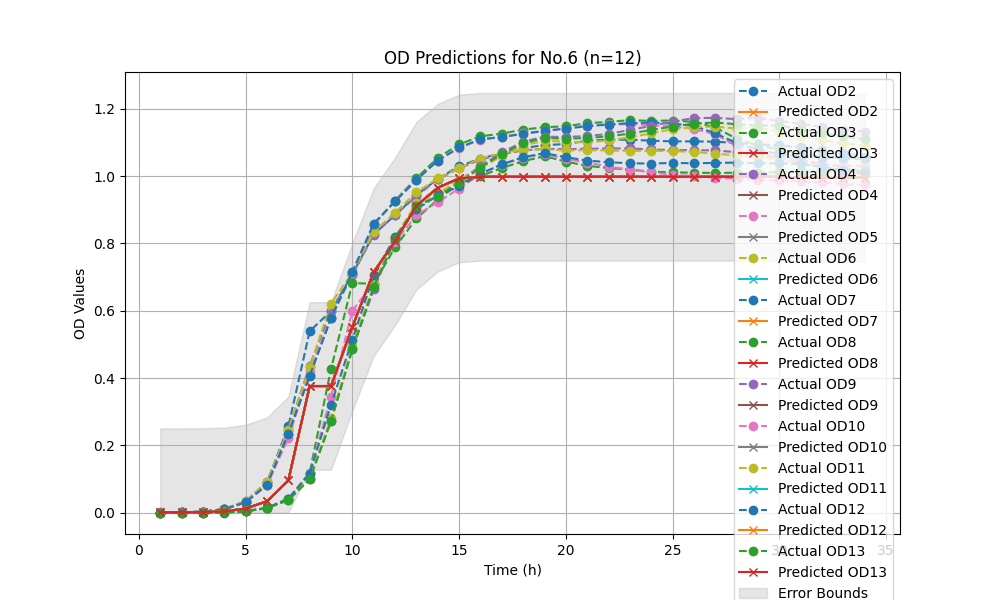 OD Predictions for No.6 (n=12)
OD Values
1.2
1.0
0.8
0.6
0.4
0.2
0.0
0
5
10
15
20
25
30
35
Time (h)
Actual OD2
Predicted OD2
Actual OD3
Predicted OD3
Actual OD4
Predicted OD4
Actual OD5
Predicted OD5
Actual OD6
Predicted OD6
Actual OD7
Predicted OD7
Actual OD8
Predicted OD8
Actual OD9
Predicted OD9
Actual OD10
Predicted OD10
Actual OD11
Predicted OD11
Actual OD12
Predicted OD12
Actual OD13
Predicted OD13
Error Bounds